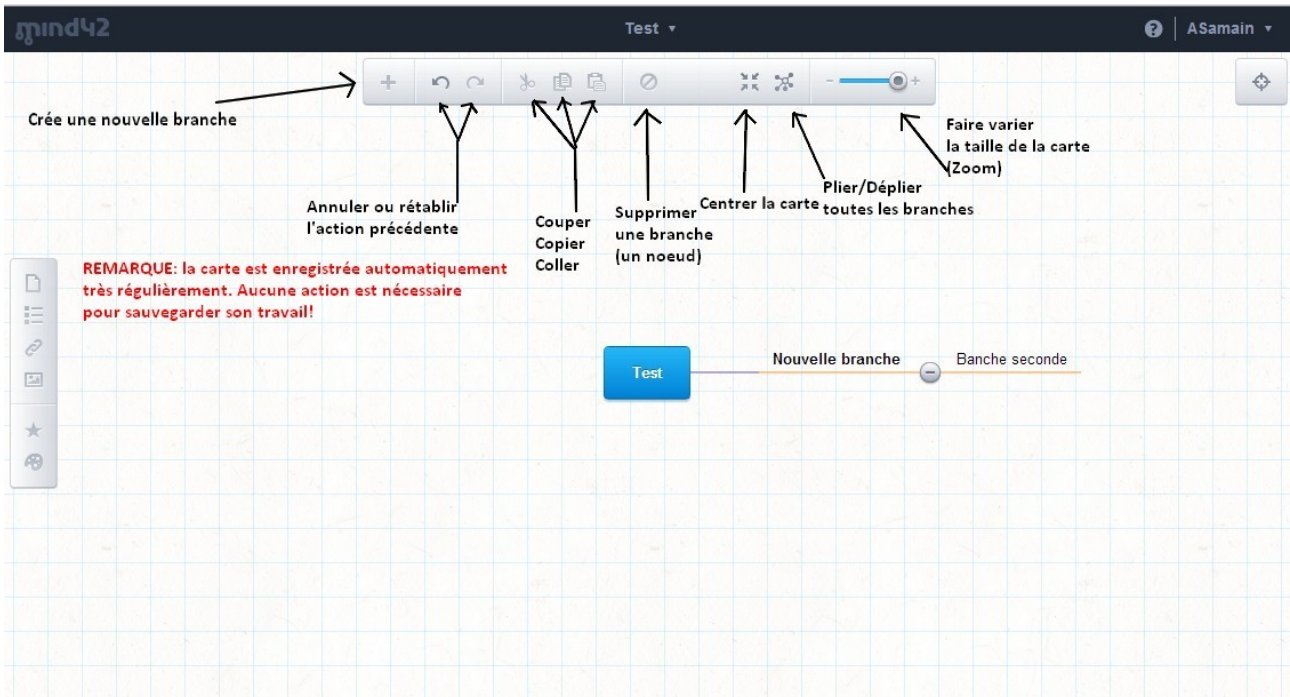 mind42
Test
ASamain
Crée une nouvelle branche
Annuler ou rétablir
l'action précédente
Couper
Copier
Coller
Supprimer
une branche
(un noeud)
Centrer la carte
Plier/Déplier
toutes les branches
Faire varier
la taille de la carte
(Zoom)
REMARQUE: la carte est enregistrée automatiquement
très régulièrement. Aucune action est nécessaire
pour sauvegarder son travail!
Test
Nouvelle branche
Banche seconde